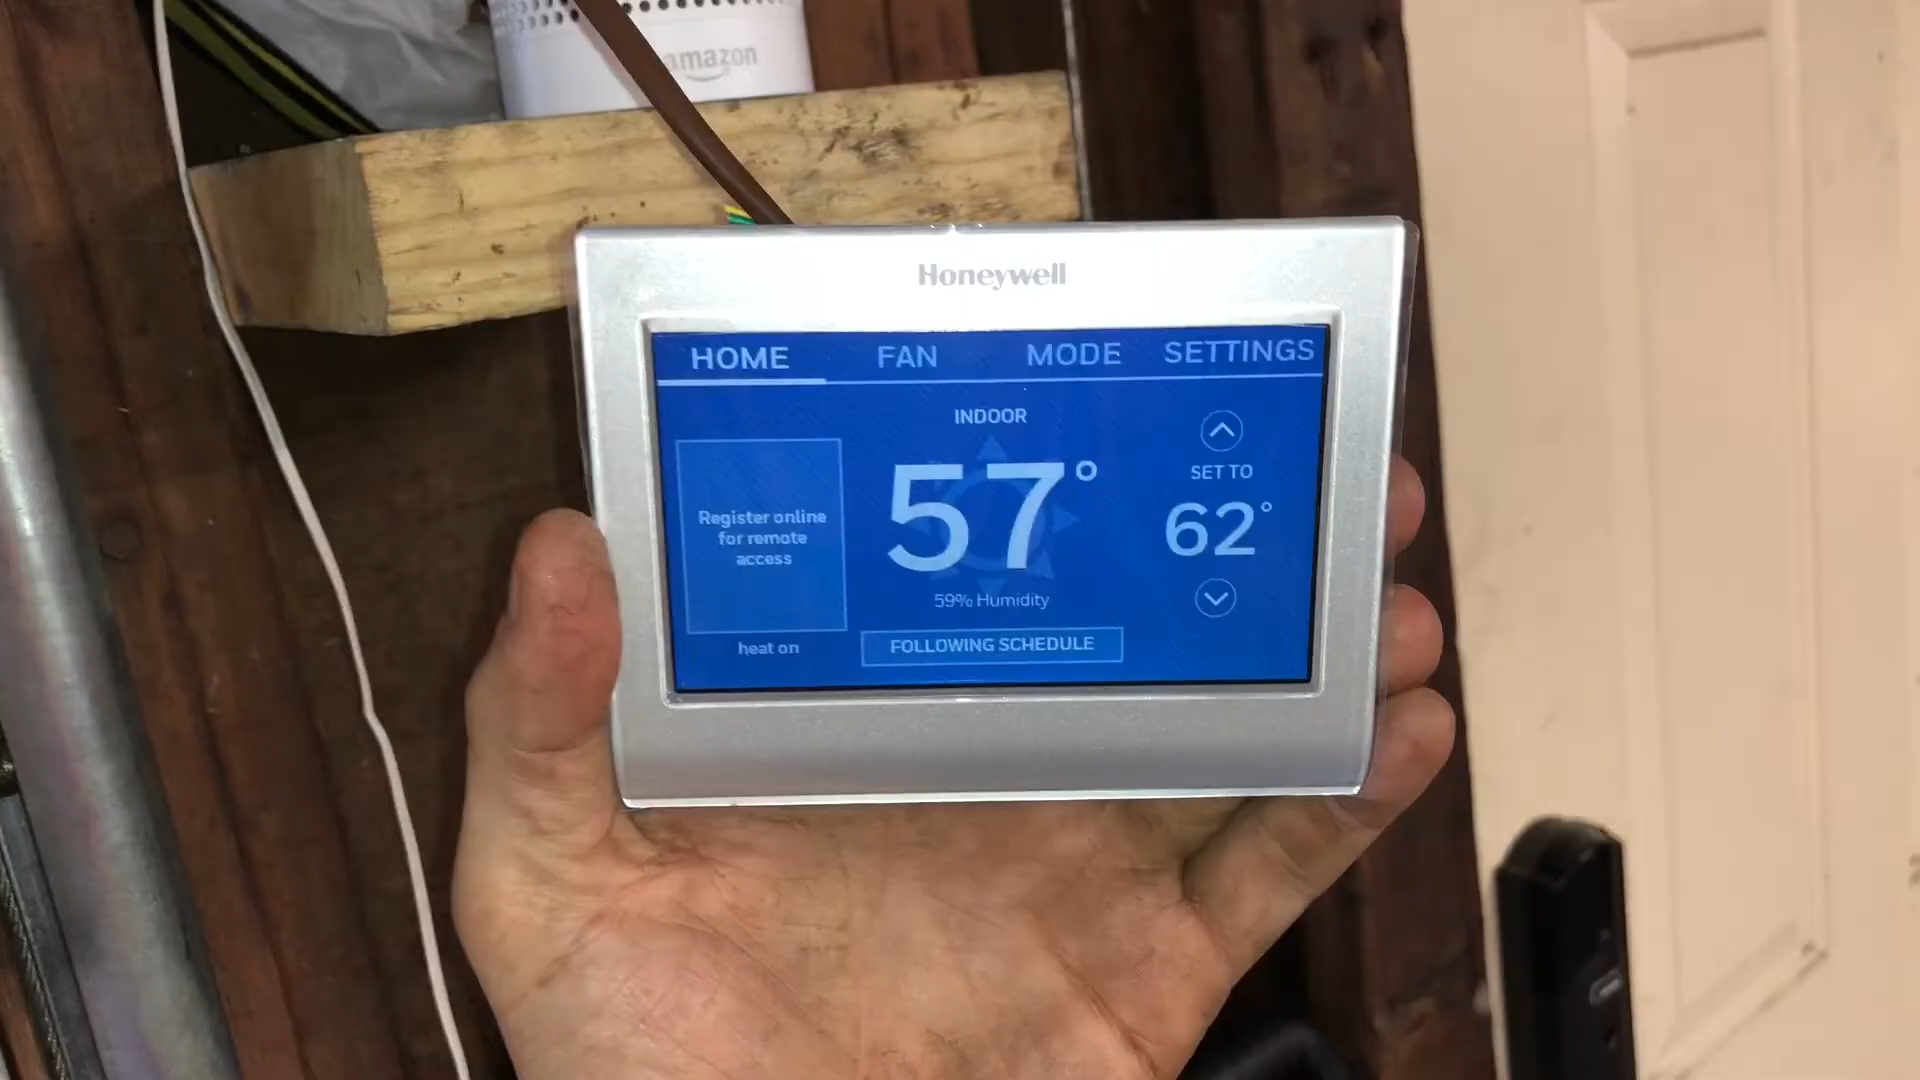 amazon
Honeywell
HOME FAN MODE SETTINGS
INDOOR
57°
59% Humidity
SET TO
62°
Register online
for remote
access
heat on
FOLLOWING SCHEDULE